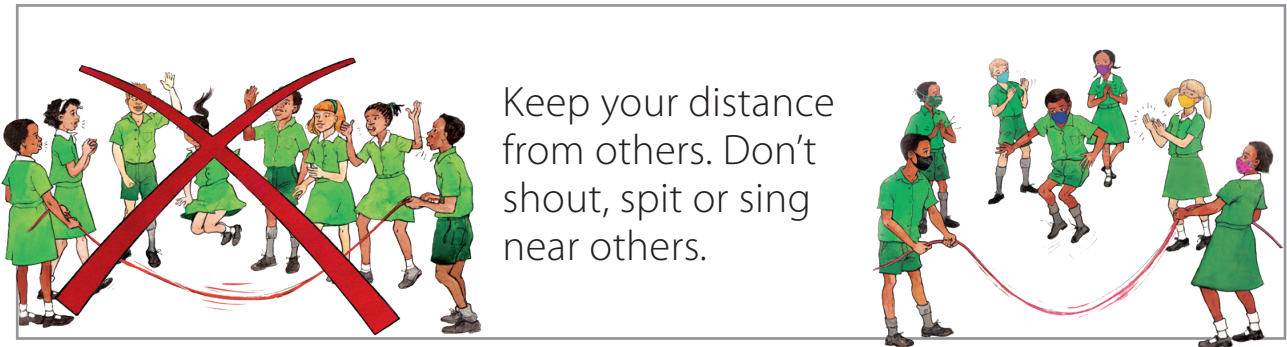 Keep your distance
from others. Don’t
shout, spit or sing
near others.